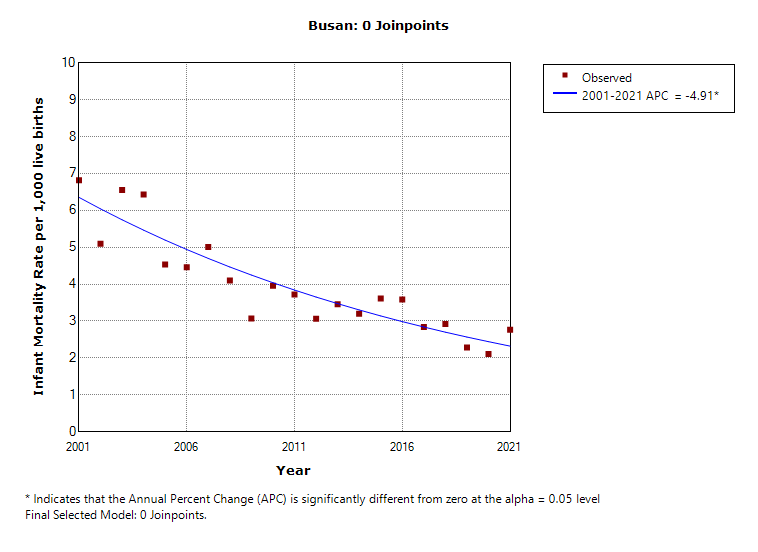 Busan: 0 Joinpoints
10
9
8
7
6
5
4
3
2
1
0
Infant Mortality Rate per 1,000 live births
2001
2006
2011
2016
2021
Year
Observed
2001-2021 APC = -4.91*
* Indicates that the Annual Percent Change (APC) is significantly different from zero at the alpha = 0.05 level
Final Selected Model: 0 Joinpoints.